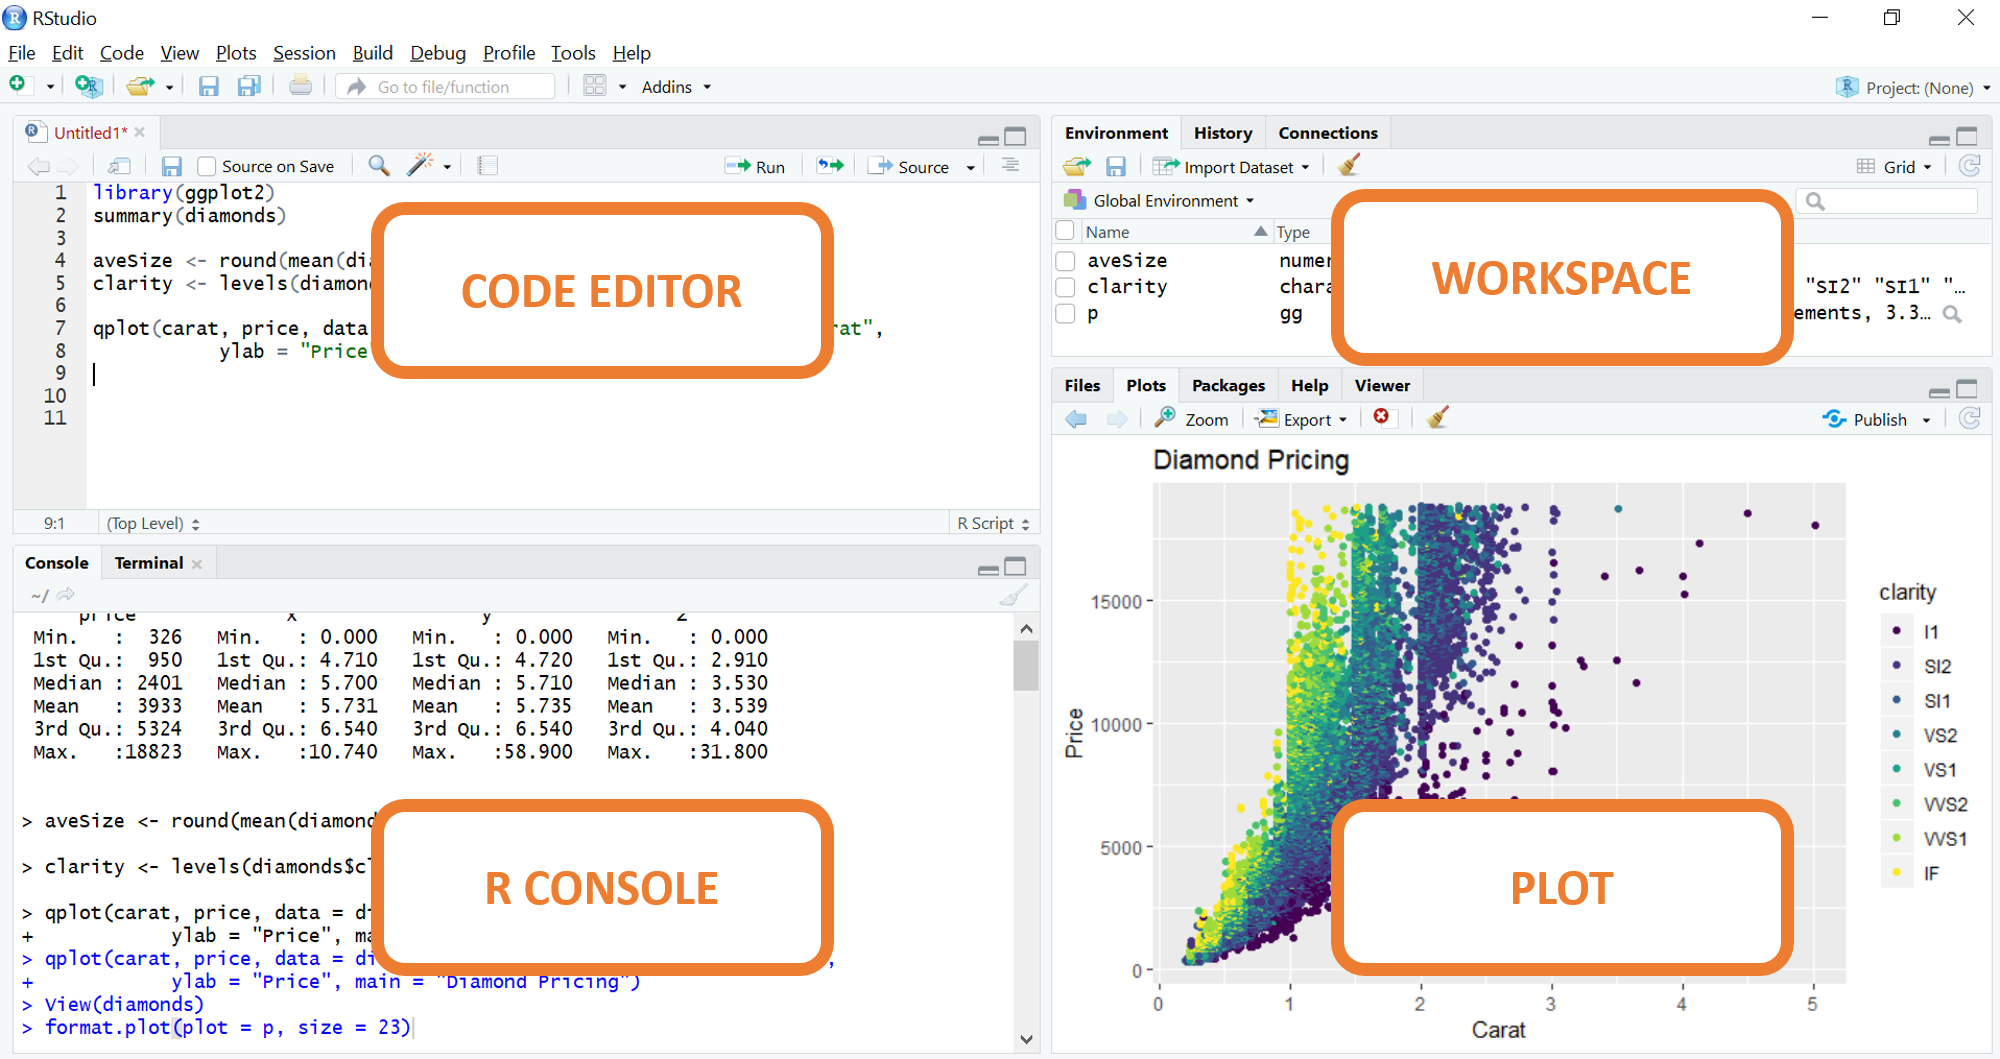 RStudio
File Edit Code View Plots Session Build Debug Profile Tools Help
Go to file/function Addins Project: (None)
Untitled1*
Source on Save Run Source
1 library(ggplot2)
2 summary(diamonds)
3
4 aveSize <- round(mean(dia
5 clarity <- levels(diamon
6
7 qplot(carat, price, data rat",
8 ylab = "Price
9
10
11
CODE EDITOR
9:1 (Top Level) R Script
Console Terminal
~/
price x y z
Min. : 326 Min. : 0.000 Min. : 0.000 Min. : 0.000
1st Qu.: 950 1st Qu.: 4.710 1st Qu.: 4.720 1st Qu.: 2.910
Median : 2401 Median : 5.700 Median : 5.710 Median : 3.530
Mean : 3933 Mean : 5.731 Mean : 5.735 Mean : 3.539
3rd Qu.: 5324 3rd Qu.: 6.540 3rd Qu.: 6.540 3rd Qu.: 4.040
Max. :18823 Max. :10.740 Max. :58.900 Max. :31.800
> aveSize <- round(mean(diamond
> clarity <- levels(diamonds$cl
> qplot(carat, price, data = di
+ ylab = "Price", ma
> qplot(carat, price, data = di ,
+ ylab = "Price", main = "Diamond Pricing")
> View(diamonds)
> format.plot(plot = p, size = 23)
R CONSOLE
Environment History Connections
Import Dataset Grid
Global Environment
Name Type
aveSize numer
clarity chara "SI2" "SI1" "…
p gg ements, 3.3…
WORKSPACE
Files Plots Packages Help Viewer
Zoom Export Publish
Diamond Pricing
Price
15000
10000
5000
0
0 1 2 3 4 5
Carat
clarity
I1
SI2
SI1
VS2
VS1
VVS2
VVS1
IF
PLOT